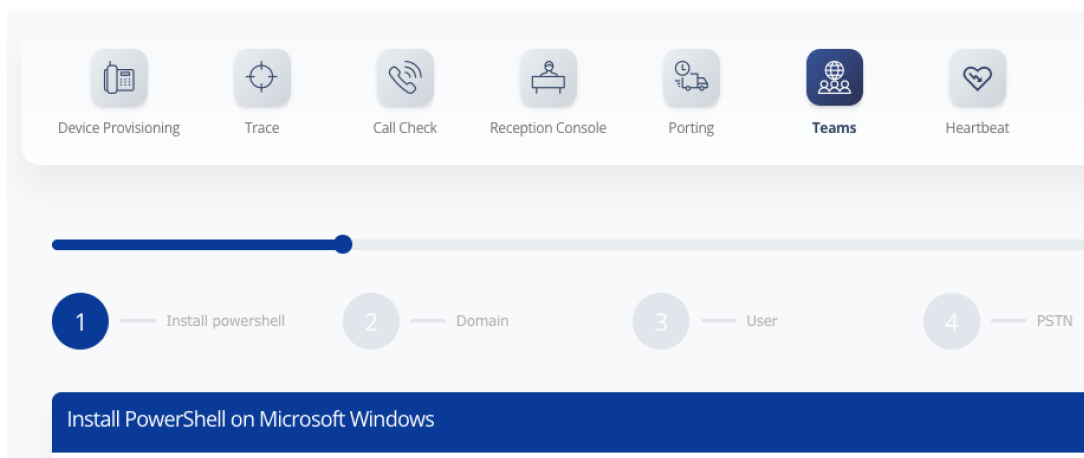 Device Provisioning Trace Call Check Reception Console Porting Teams Heartbeat
1 Install powershell 2 Domain 3 User 4 PSTN
Install PowerShell on Microsoft Windows